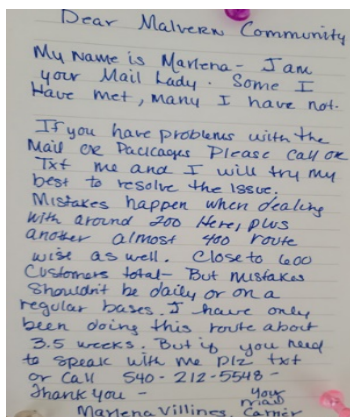 Dear Malvern Community
My Name is Marlena - I am
your Mail Lady. Some I
Have met, many I have not.
If you have problems with the
Mail or Packages Please call or
Txt me and I will try my
best to resolve the Issue.
Mistakes happen when dealing
with around 200 Here, plus
another almost 400 route
wise as well. Close to 600
Customers total - But mistakes
shouldn't be daily or on a
regular bases. I have only
been doing this route about
3.5 weeks. But if you need
to speak with me plz txt
or call 540-212-5548 -
Thank you - your
Marlena Villines, mail Carrier